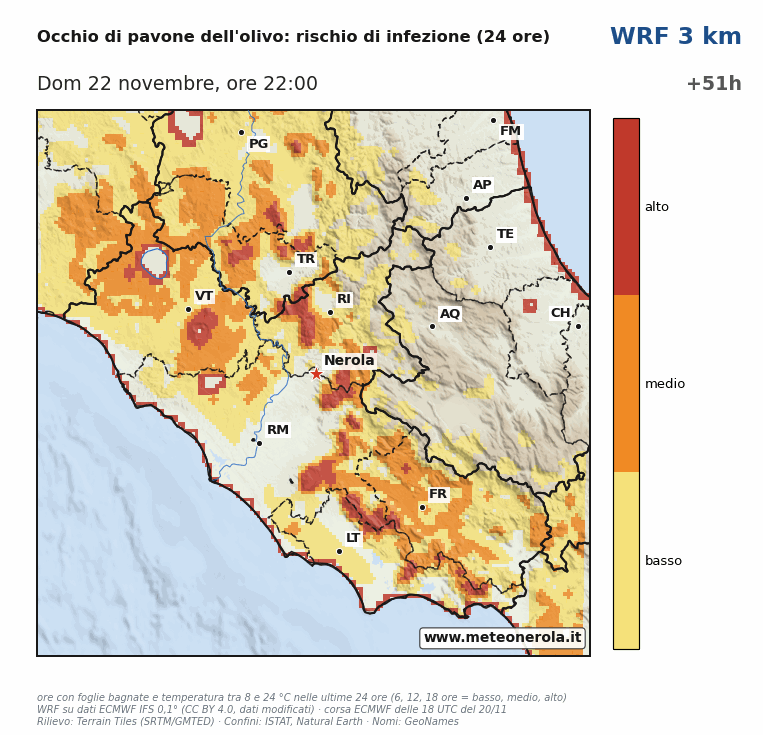 Occhio di pavone dell'olivo: rischio di infezione (24 ore)
WRF 3 km
Dom 22 novembre, ore 22:00
+51h
FM
PG
AP
TE
TR
VT
RI
AQ
CH
Nerola
RM
FR
LT
www.meteonerola.it
alto
medio
basso
ore con foglie bagnate e temperatura tra 8 e 24 °C nelle ultime 24 ore (6, 12, 18 ore = basso, medio, alto)
WRF su dati ECMWF IFS 0,1° (CC BY 4.0, dati modificati) · corsa ECMWF delle 18 UTC del 20/11
Rilievo: Terrain Tiles (SRTM/GMTED) · Confini: ISTAT, Natural Earth · Nomi: GeoNames